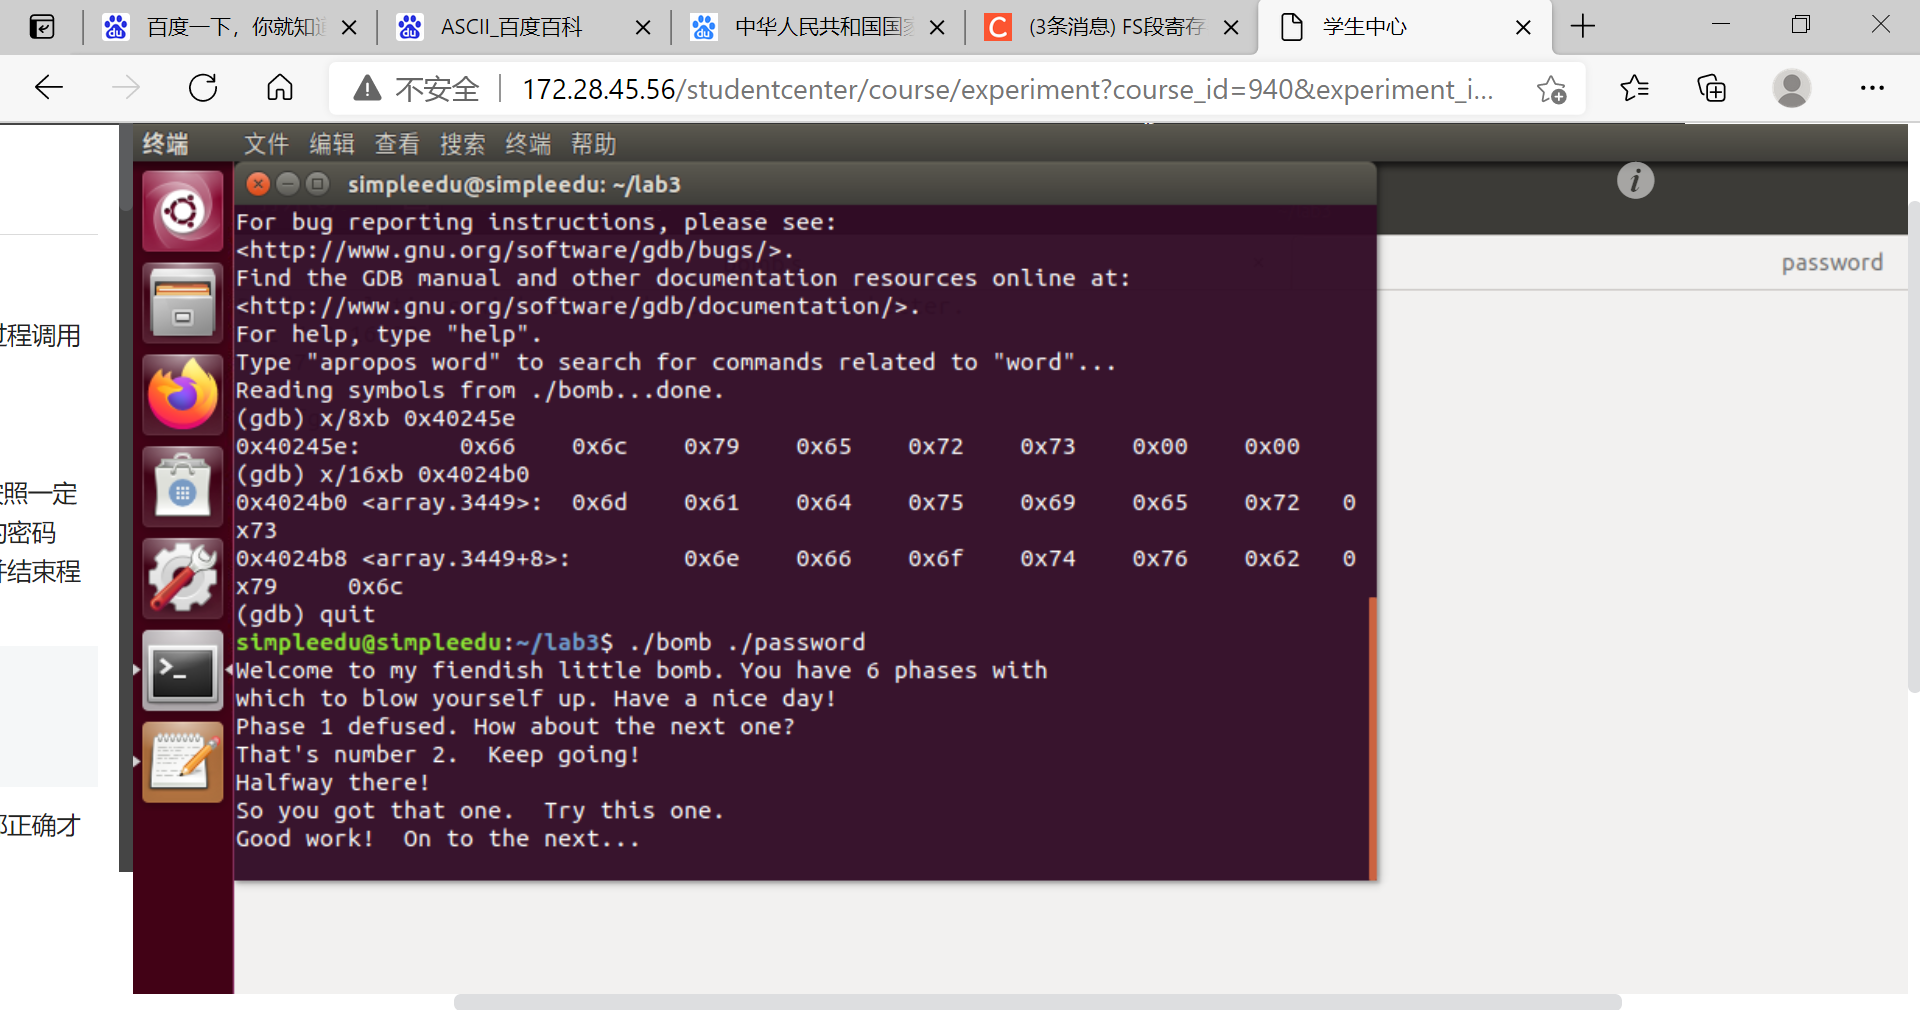 百度一下，你就知道
ASCII_百度百科
中华人民共和国国家
(3条消息) FS段寄存
学生中心
不安全
172.28.45.56/studentcenter/course/experiment?course_id=940&experiment_i...
终端 文件 编辑 查看 搜索 终端 帮助
simpleedu@simpleedu: ~/lab3
password
For bug reporting instructions, please see:
<http://www.gnu.org/software/gdb/bugs/>.
Find the GDB manual and other documentation resources online at:
<http://www.gnu.org/software/gdb/documentation/>.
For help, type "help".
Type "apropos word" to search for commands related to "word"...
Reading symbols from ./bomb...done.
(gdb) x/8xb 0x40245e
0x40245e: 0x66 0x6c 0x79 0x65 0x72 0x73 0x00 0x00
(gdb) x/16xb 0x4024b0
0x4024b0 <array.3449>: 0x6d 0x61 0x64 0x75 0x69 0x65 0x72 0
x73
0x4024b8 <array.3449+8>: 0x6e 0x66 0x6f 0x74 0x76 0x62 0
x79 0x6c
(gdb) quit
simpleedu@simpleedu:~/lab3$ ./bomb ./password
Welcome to my fiendish little bomb. You have 6 phases with
which to blow yourself up. Have a nice day!
Phase 1 defused. How about the next one?
That's number 2.  Keep going!
Halfway there!
So you got that one.  Try this one.
Good work!  On to the next...
过程调用
按照一定
的密码
并结束程
都正确才